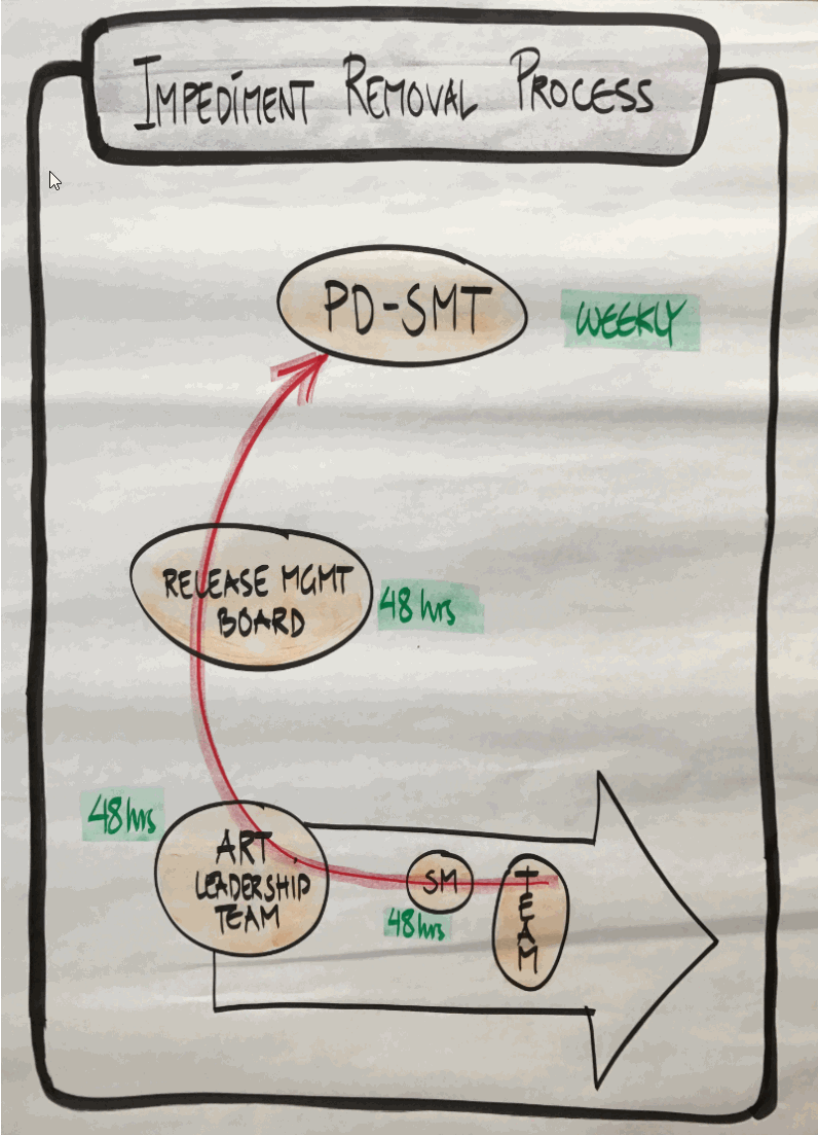 IMPEDIMENT REMOVAL PROCESS
PD-SMT
WEEKLY
RELEASE MGMT
BOARD
48 hrs
48 hrs
ART
LEADERSHIP
TEAM
SM
48 hrs
TEAM